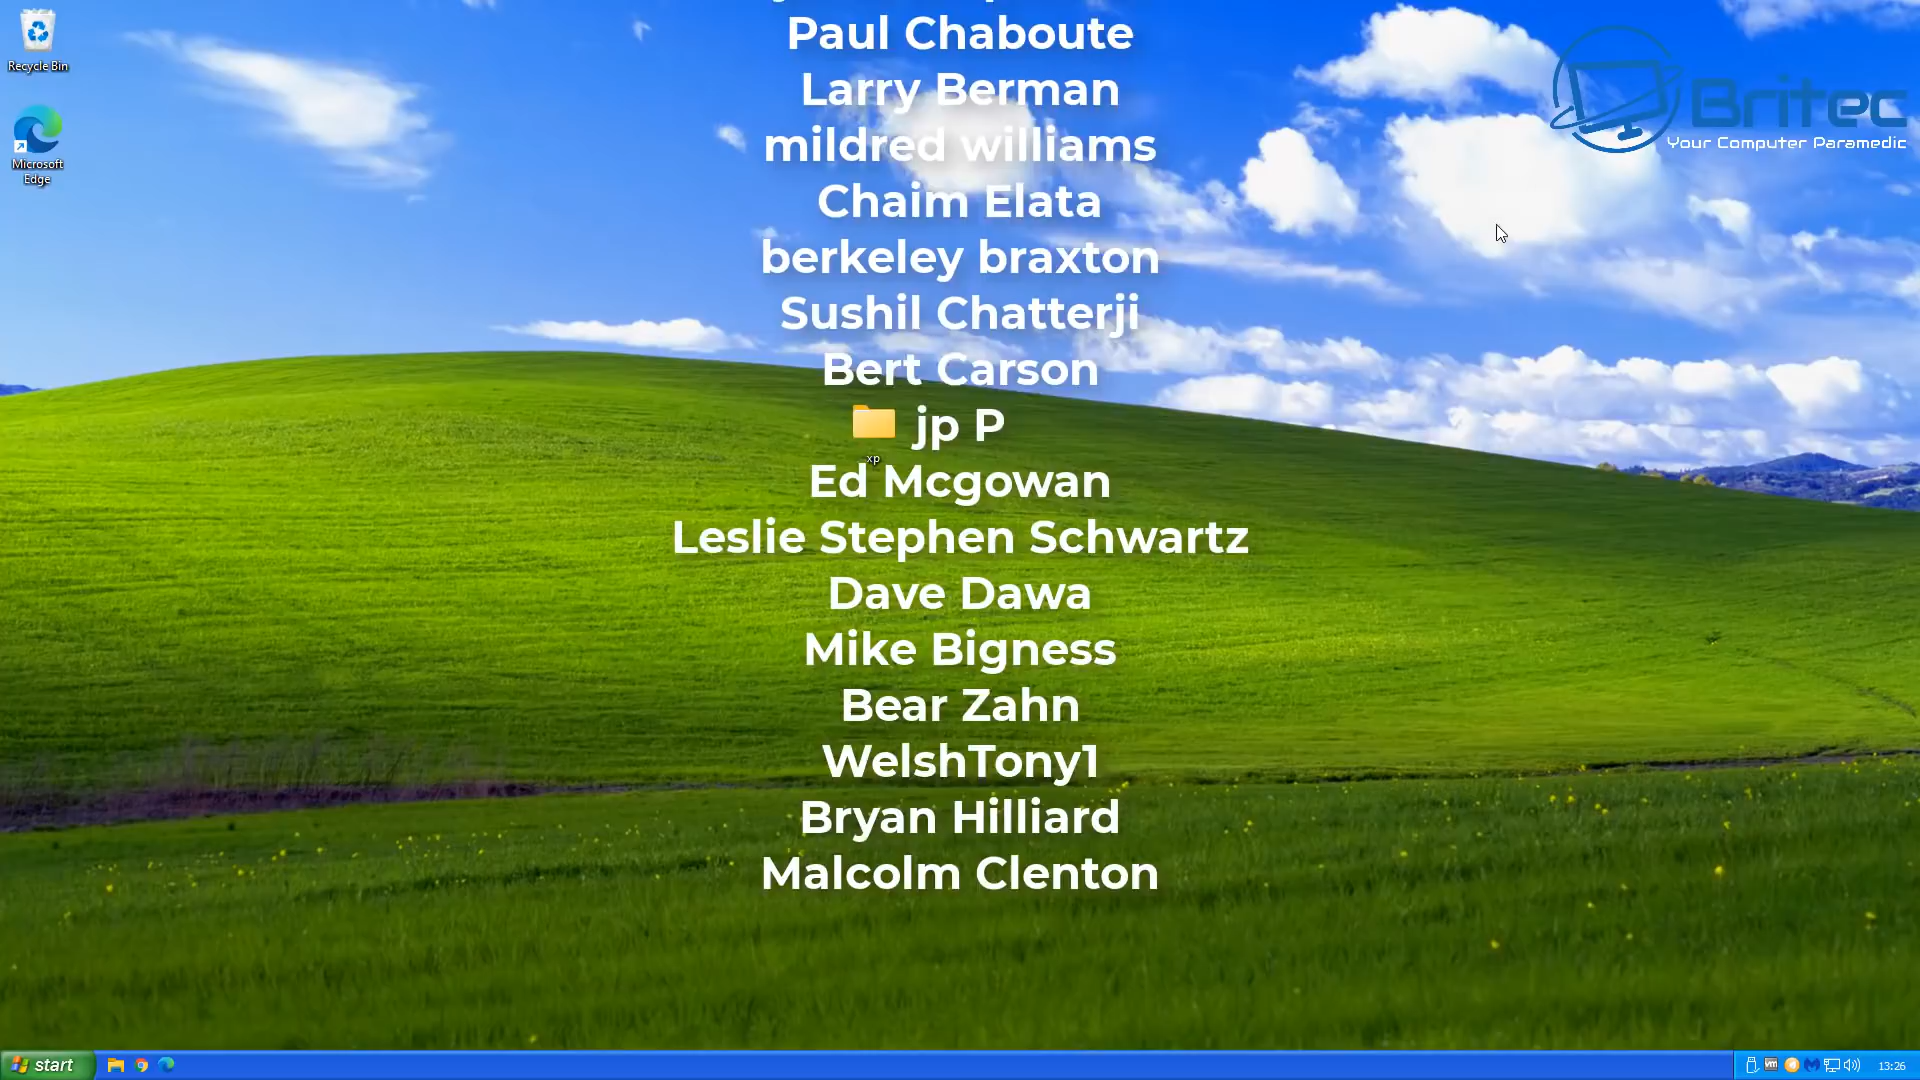 Paul Chaboute
Larry Berman
mildred williams
Chaim Elata
berkeley braxton
Sushil Chatterji
Bert Carson
jp P
Ed Mcgowan
Leslie Stephen Schwartz
Dave Dawa
Mike Bigness
Bear Zahn
WelshTony1
Bryan Hilliard
Malcolm Clenton
Recycle Bin
Microsoft
Edge
xp
Britec
Your Computer Paramedic
start
vm
13:26